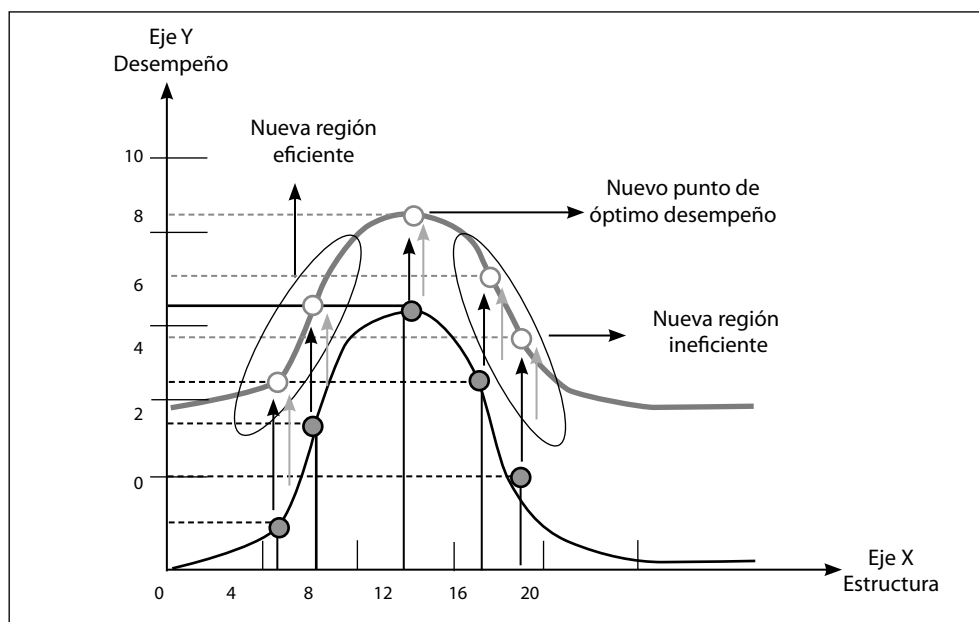 Eje Y
Desempeño
Nueva región
eficiente
10
Nuevo punto de
óptimo desempeño
8
6
Nueva región
ineficiente
4
2
0
Eje X
Estructura
0 4 8 12 16 20